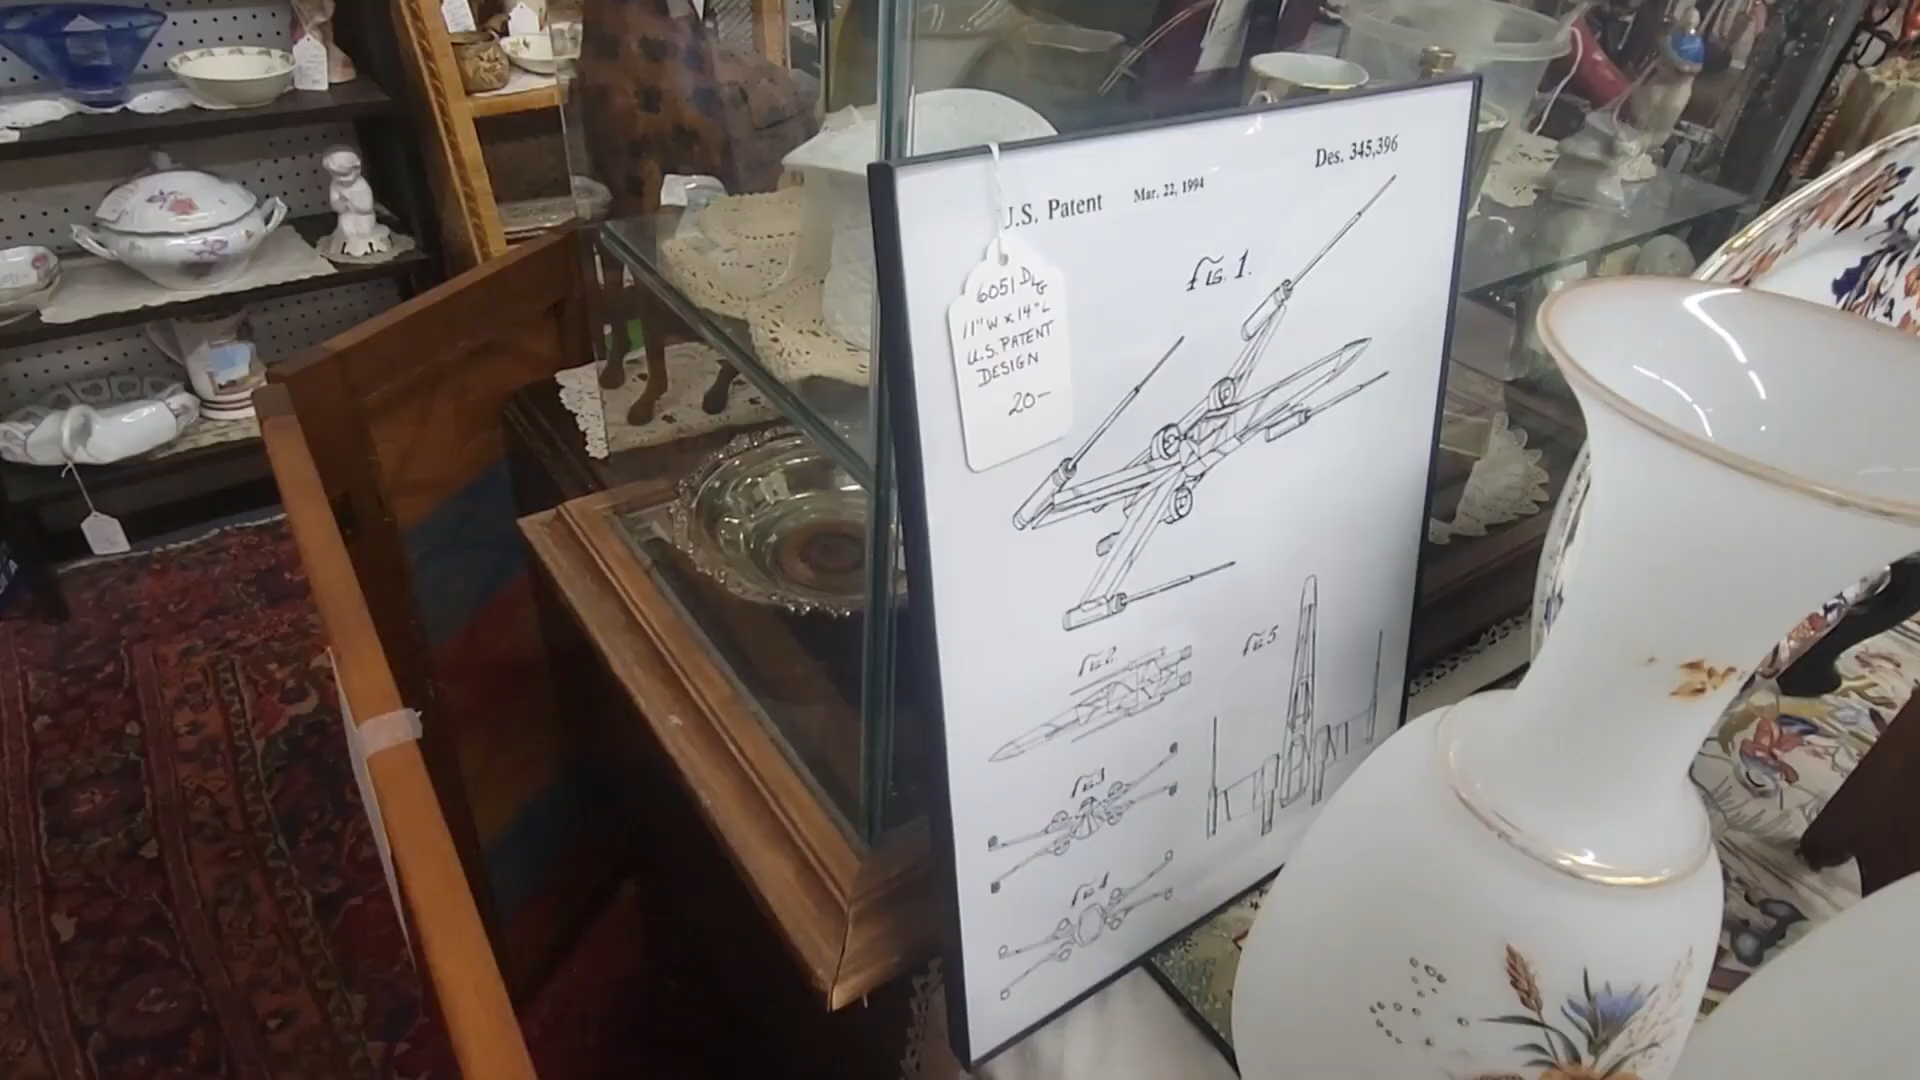 Des. 345,396
U.S. Patent Mar. 22, 1994
6051 DLG
11" W x 14" L
U.S. PATENT
DESIGN
20—
FIG. 1.
FIG. 2
FIG. 5
FIG. 3
FIG. 4